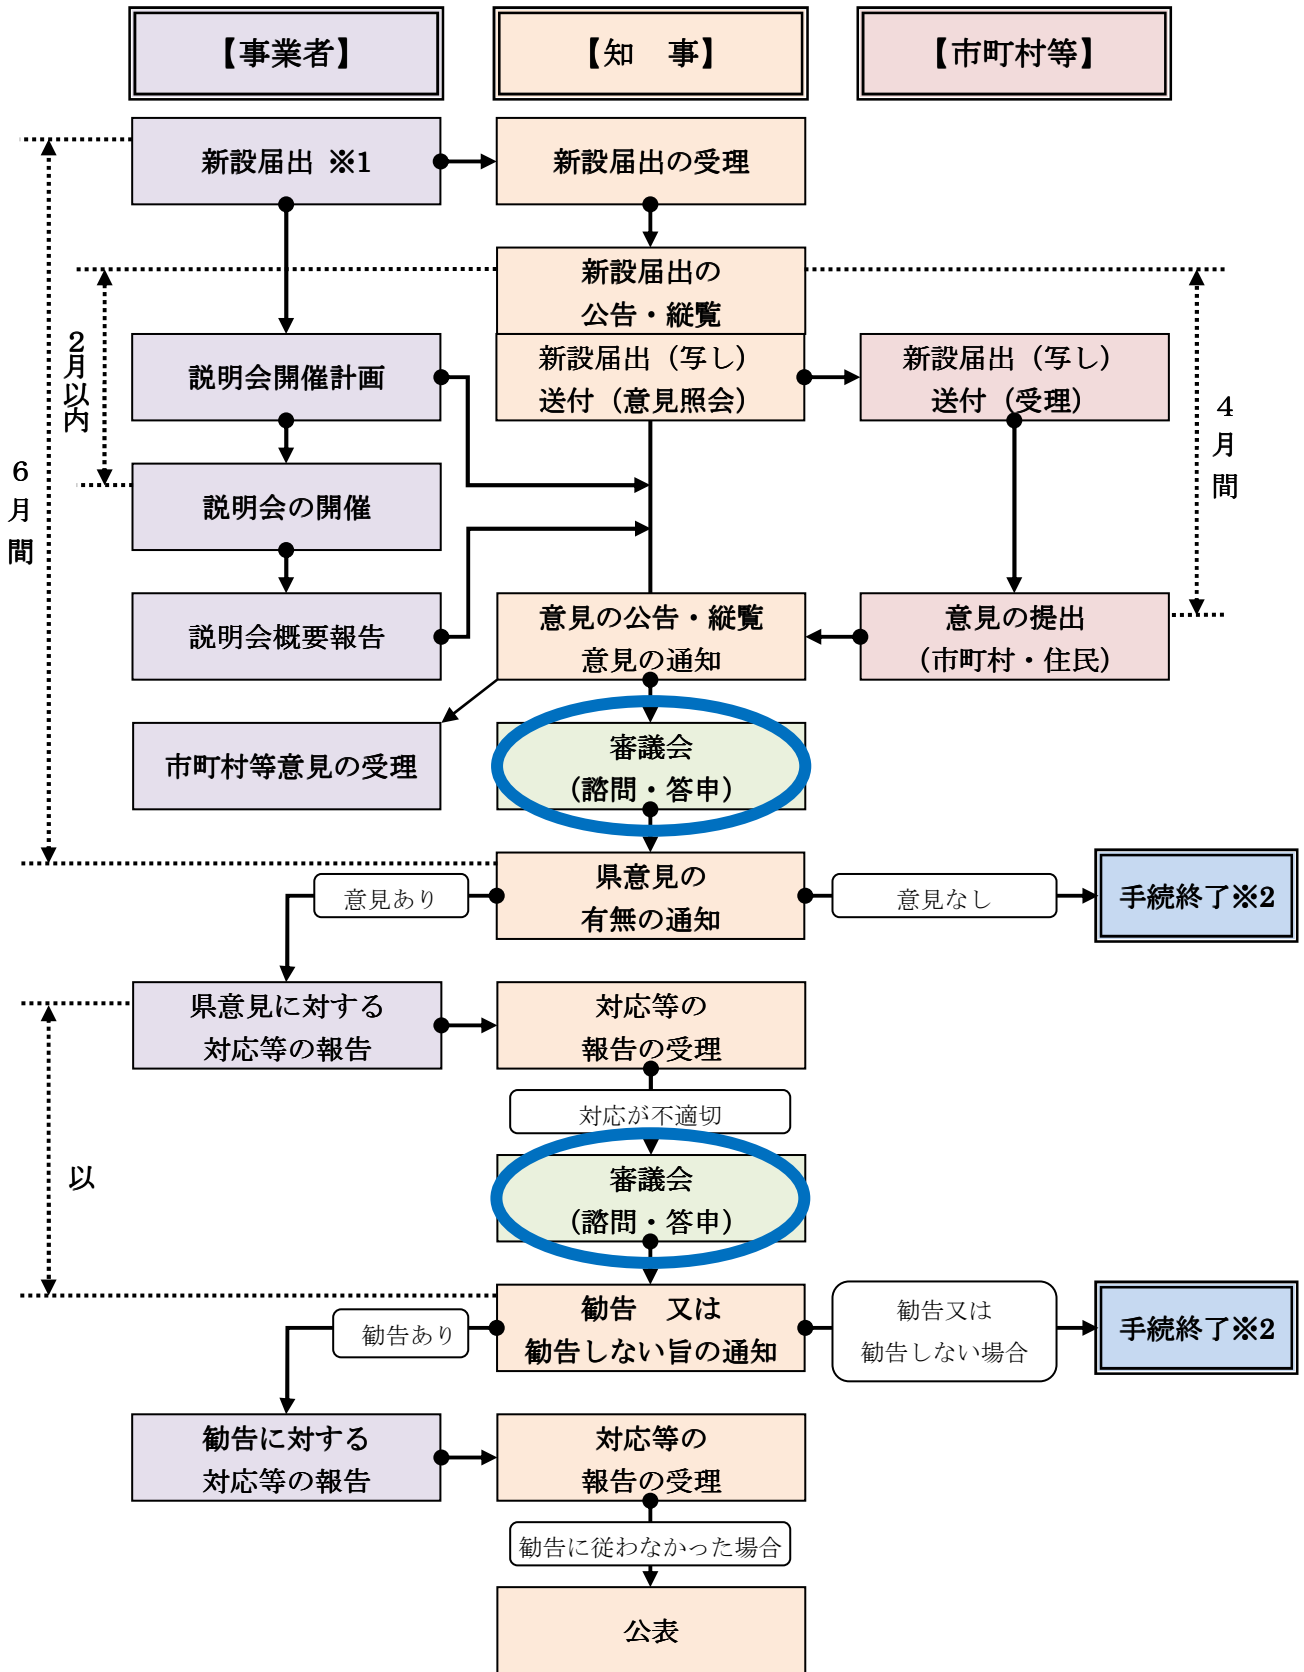 【事業者】
【知　事】
【市町村等】
新設届出 ※1
新設届出の受理
新設届出の
公告・縦覧
説明会開催計画
新設届出（写し）
送付（意見照会）
新設届出（写し）
送付（受理）
2月以内
4月間
6月間
説明会の開催
説明会概要報告
意見の公告・縦覧
意見の通知
意見の提出
（市町村・住民）
市町村等意見の受理
審議会
（諮問・答申）
県意見の
有無の通知
意見あり
意見なし
手続終了※2
県意見に対する
対応等の報告
対応等の
報告の受理
対応が不適切
以
審議会
（諮問・答申）
勧告　又は
勧告しない旨の通知
勧告あり
勧告又は
勧告しない場合
手続終了※2
勧告に対する
対応等の報告
対応等の
報告の受理
勧告に従わなかった場合
公表